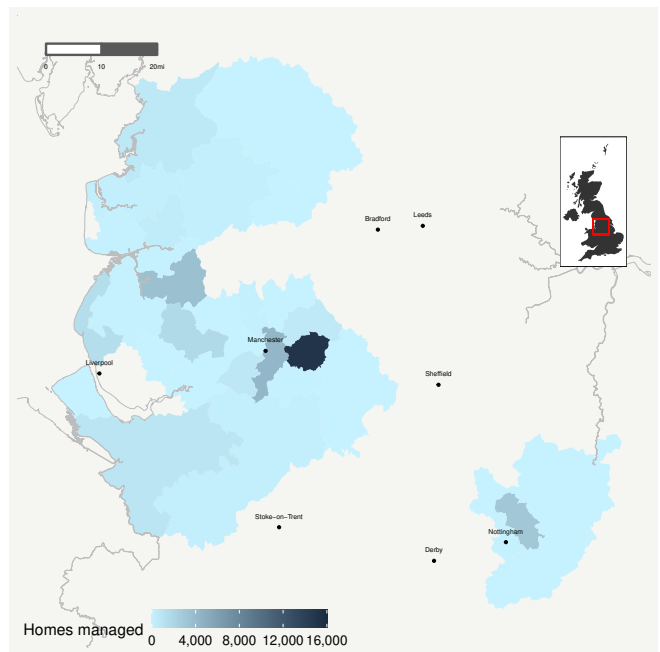 0 10 20mi
Bradford Leeds
Manchester
Liverpool
Sheffield
Stoke−on−Trent
Nottingham
Derby
Homes managed
0 4,000 8,000 12,000 16,000